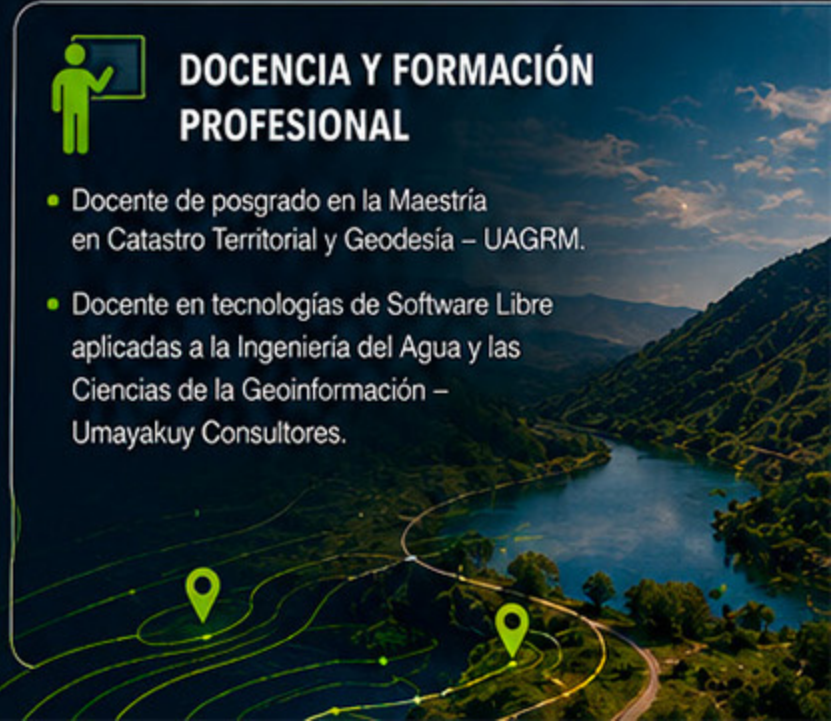 DOCENCIA Y FORMACIÓN
PROFESIONAL
• Docente de posgrado en la Maestría
en Catastro Territorial y Geodesía – UAGRM.
• Docente en tecnologías de Software Libre
aplicadas a la Ingeniería del Agua y las
Ciencias de la Geoinformación –
Umayakuy Consultores.